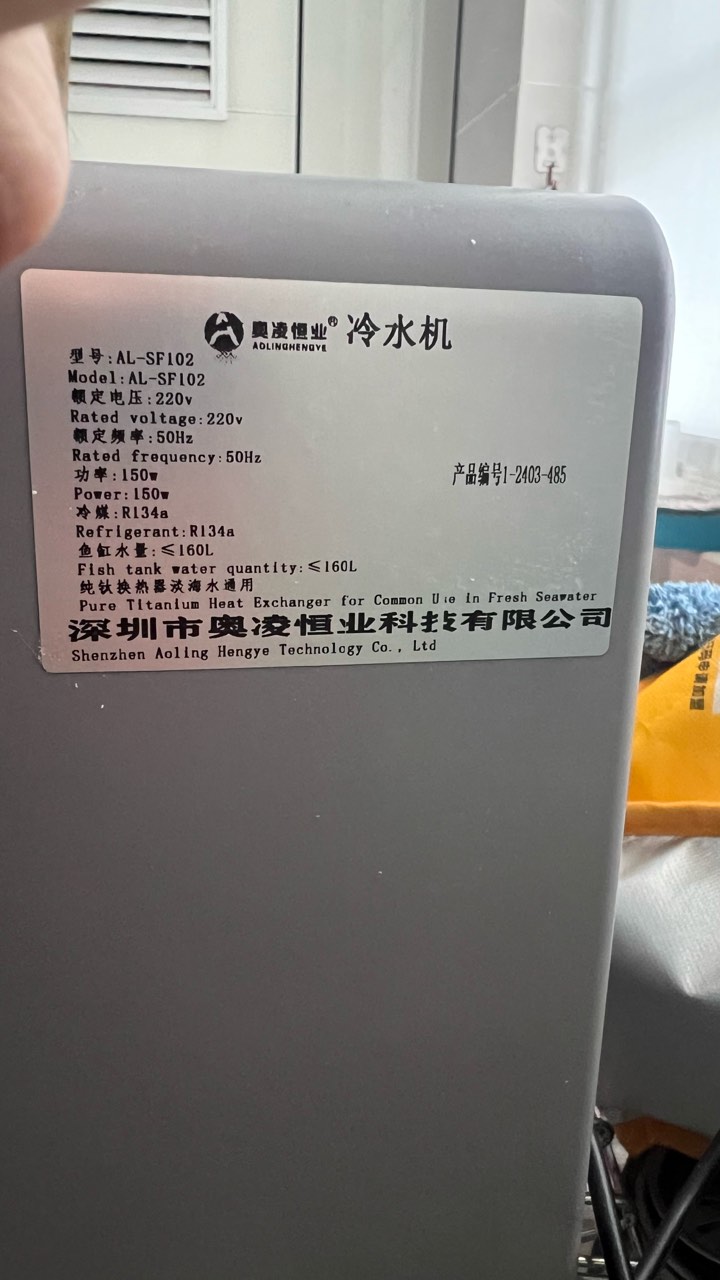 奥凌恒业® 冷水机
AOLINGHENGYE
型号:AL-SF102
Model:AL-SF102
额定电压:220v
Rated voltage:220v
额定频率:50Hz
Rated frequency:50Hz
功率:150w
产品编号1-2403-485
Power:150w
冷媒:R134a
Refrigerant:R134a
鱼缸水量:≤160L
Fish tank water quantity:≤160L
纯钛换热器淡海水通用
Pure Titanium Heat Exchanger for Common Use in Fresh Seawater
深圳市奥凌恒业科技有限公司
Shenzhen Aoling Hengye Technology Co., Ltd